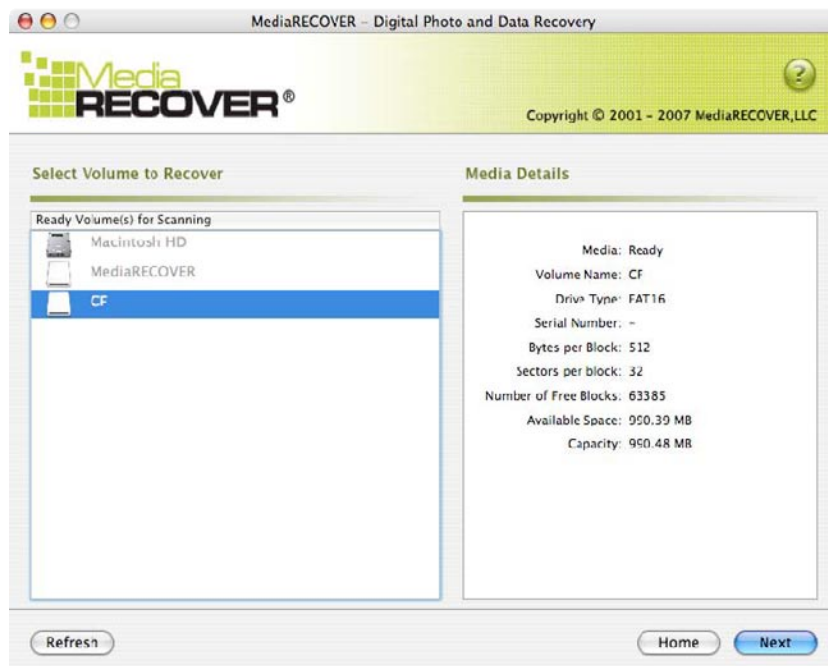 MediaRECOVER – Digital Photo and Data Recovery
Media
RECOVER®
?
Copyright © 2001 – 2007 MediaRECOVER,LLC
Select Volume to Recover
Ready Volume(s) for Scanning
Macintosh HD
MediaRECOVER
CF
Media Details
Media: Ready
Volume Name: CF
Drive Type: FAT16
Serial Number: –
Bytes per Block: 512
Sectors per block: 32
Number of Free Blocks: 63385
Available Space: 990.39 MB
Capacity: 990.48 MB
Refresh
Home
Next